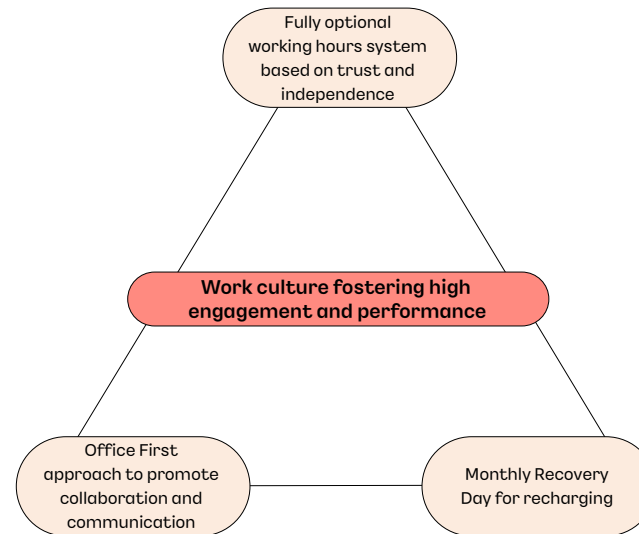 Fully optional
working hours system
based on trust and
independence
Work culture fostering high
engagement and performance
Office First
approach to promote
collaboration and
communication
Monthly Recovery
Day for recharging